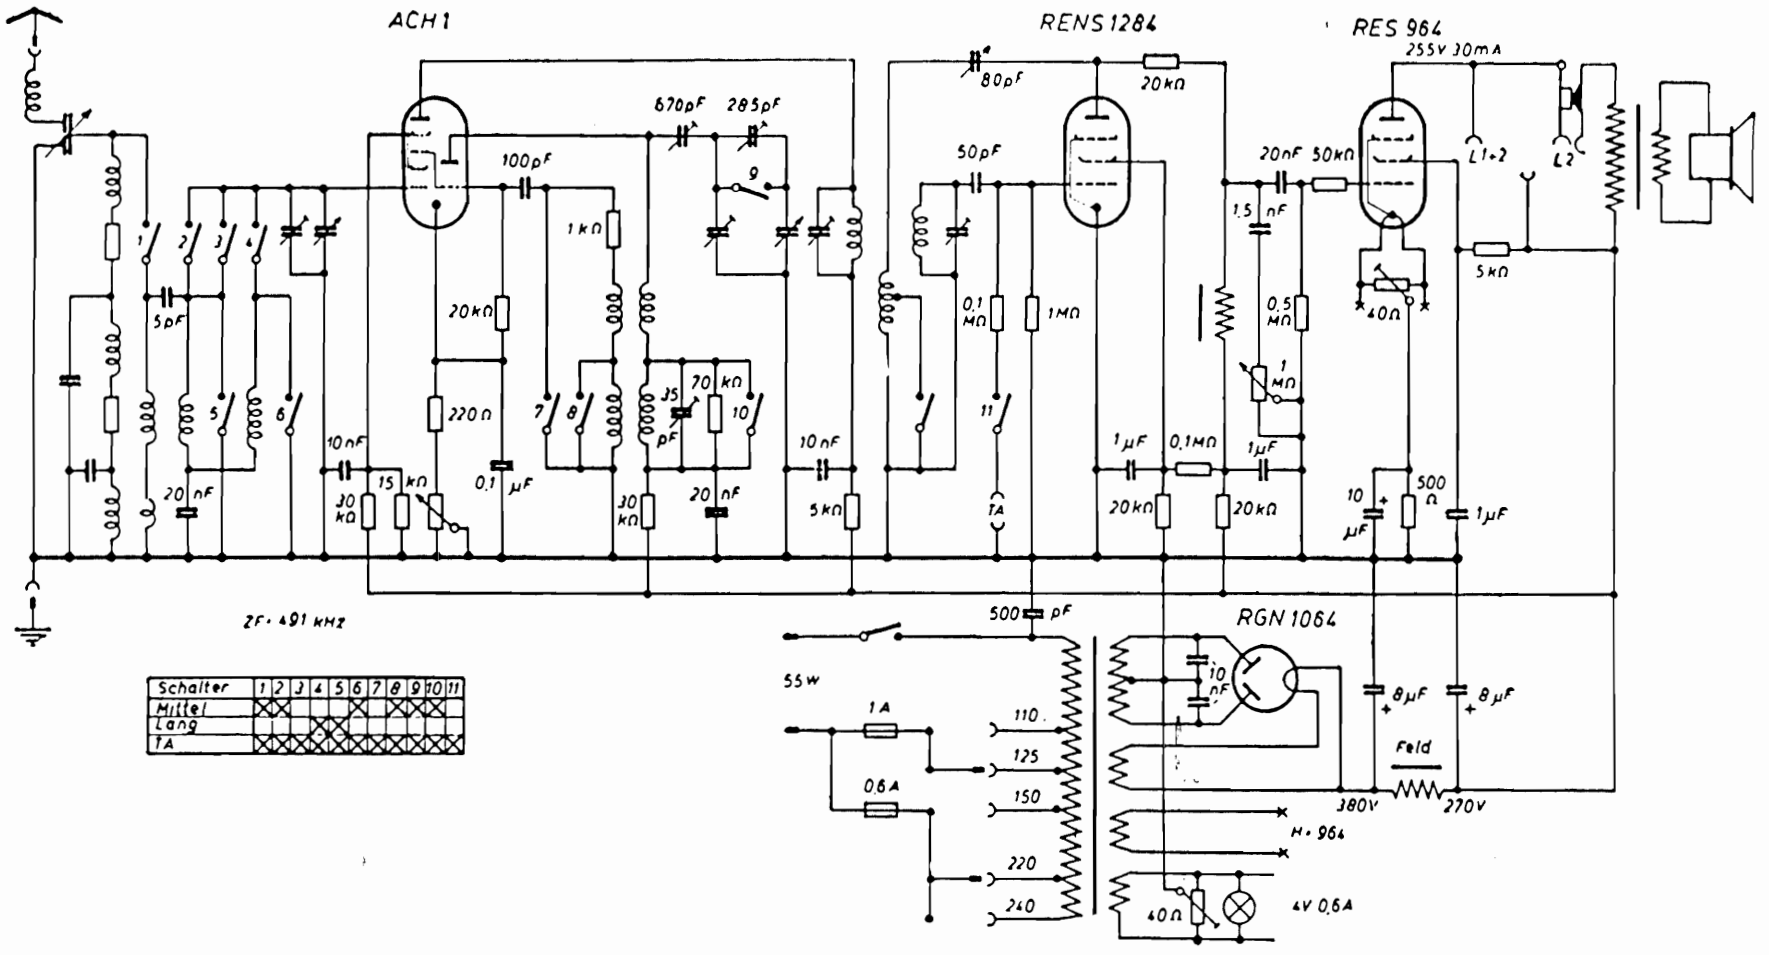 ACH1
RENS 1284
RES 964
255V 30mA
80pF
20kΩ
670pF
285pF
100pF
50pF
20nF
50kΩ
L1+2
L2
9
1kΩ
1,5 nF
1
2
3
4
5pF
20kΩ
0,1 MΩ
1MΩ
0,5 MΩ
40Ω
5kΩ
1 MΩ
5
6
220Ω
7
8
35 pF
70 kΩ
10
11
10nF
15 kΩ
0,1 µF
10nF
1µF
0,1MΩ
1µF
20 nF
30 kΩ
30 kΩ
20 nF
5kΩ
TA
20kΩ
20kΩ
10 µF
+
500 Ω
1µF
ZF = 491 kHz
500 pF
RGN 1064
55W
10 nF
8µF
+
8µF
+
Schalter 1 2 3 4 5 6 7 8 9 10 11
Mittel
Lang
TA
1A
110
125
0,6A
150
220
240
Feld
380V
270V
H = 964
40Ω
4V 0,6A